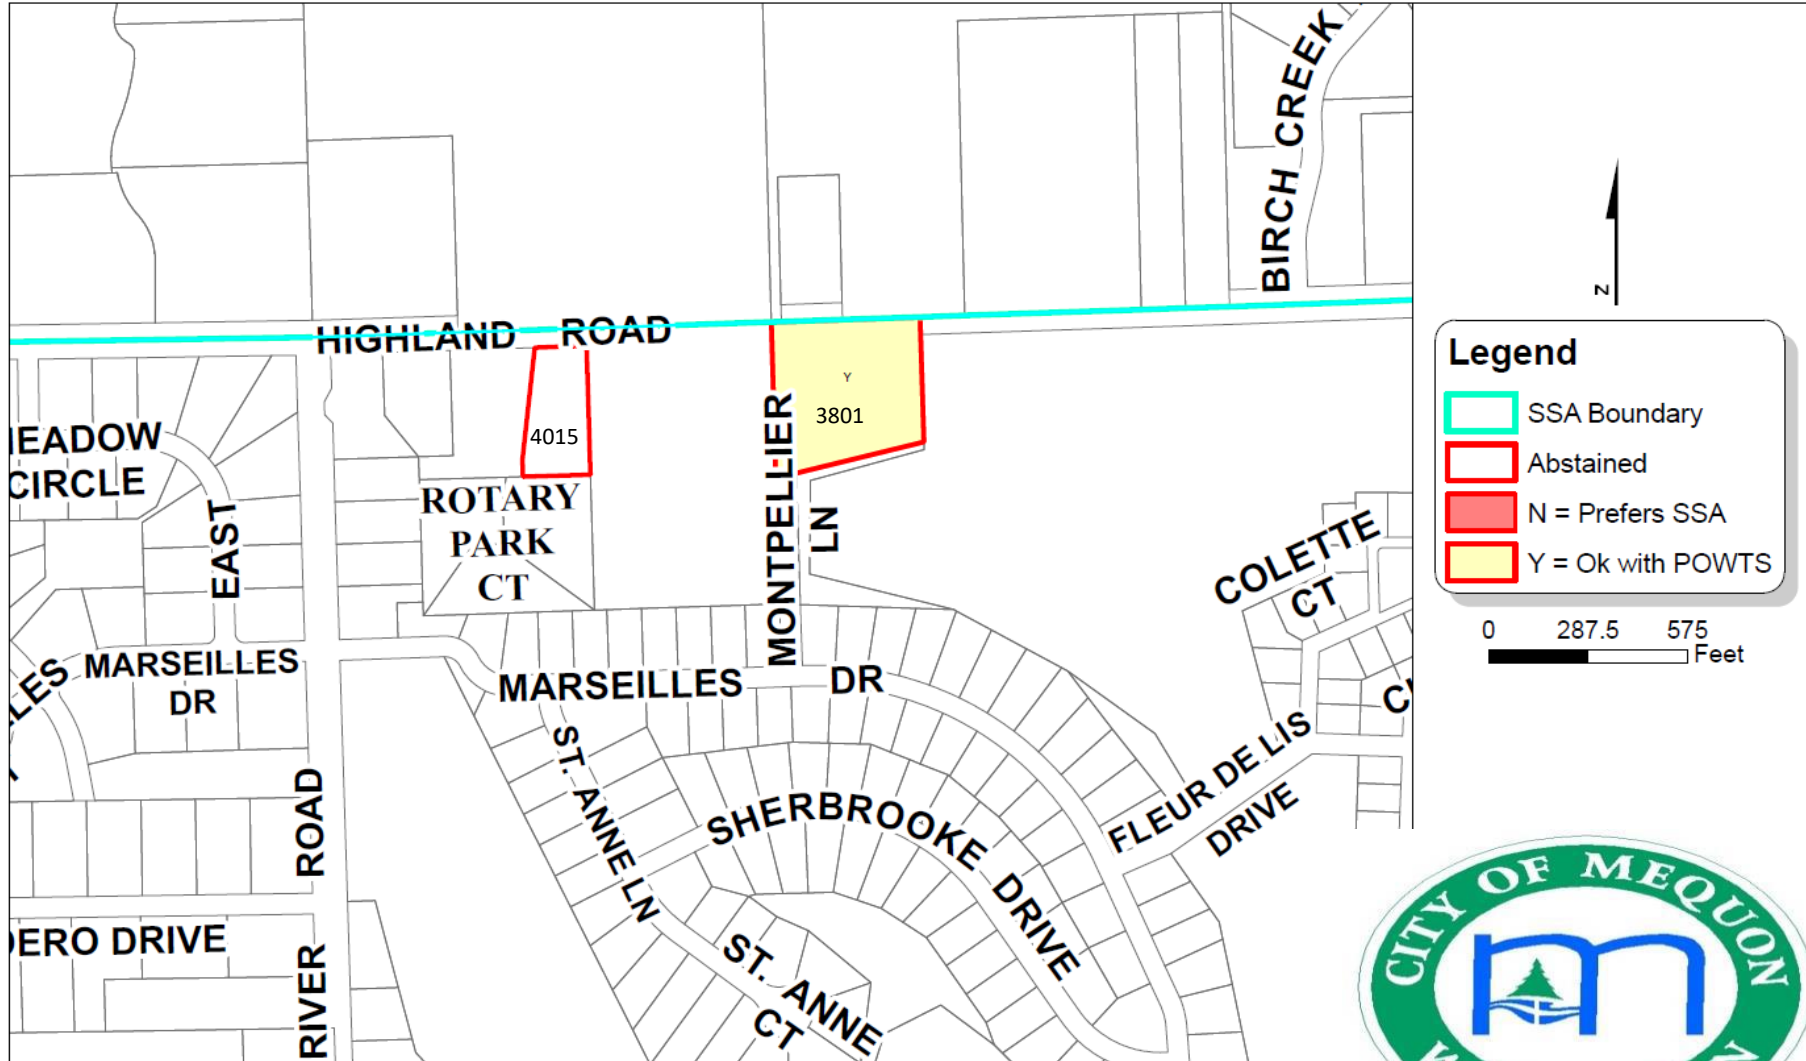 BIRCH CREEK
HIGHLAND ROAD
Y
3801
4015
MEADOW
CIRCLE
EAST
ROTARY
PARK
CT
MONTPELLIER
LN
COLETTE
CT
MARSEILLES
DR
MARSEILLES DR
ST. ANNE LN
SHERBROOKE DRIVE
FLEUR DE LIS
DRIVE
ROAD
DERO DRIVE
RIVER
ST. ANNE
CT
N
Legend
SSA Boundary
Abstained
N = Prefers SSA
Y = Ok with POWTS
0 287.5 575
Feet
CITY OF MEQUON
m